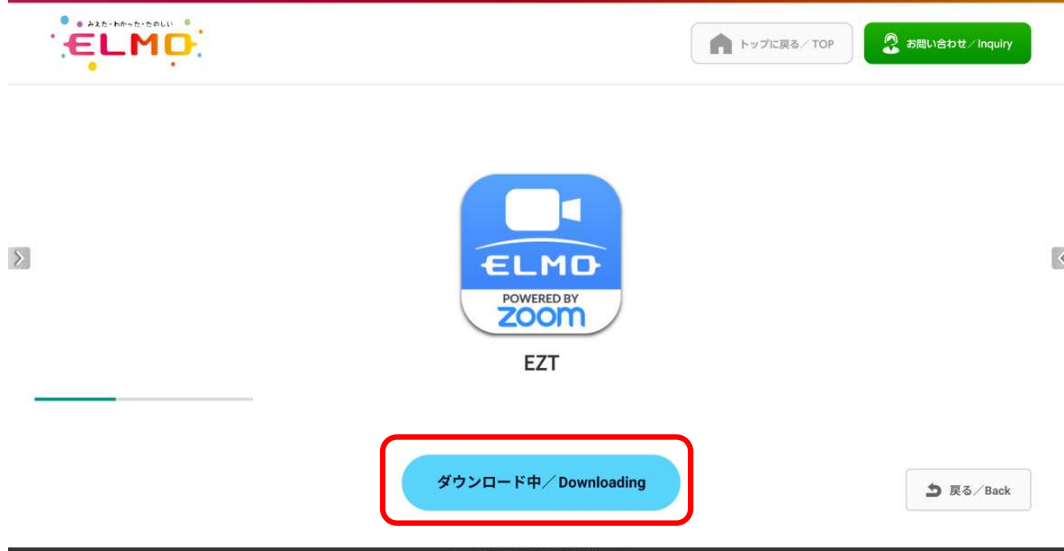 みえた・わかった・たのしい
ELMO
トップに戻る／TOP
お問い合わせ／Inquiry
ELMO
POWERED BY
zoom
EZT
ダウンロード中／Downloading
戻る／Back